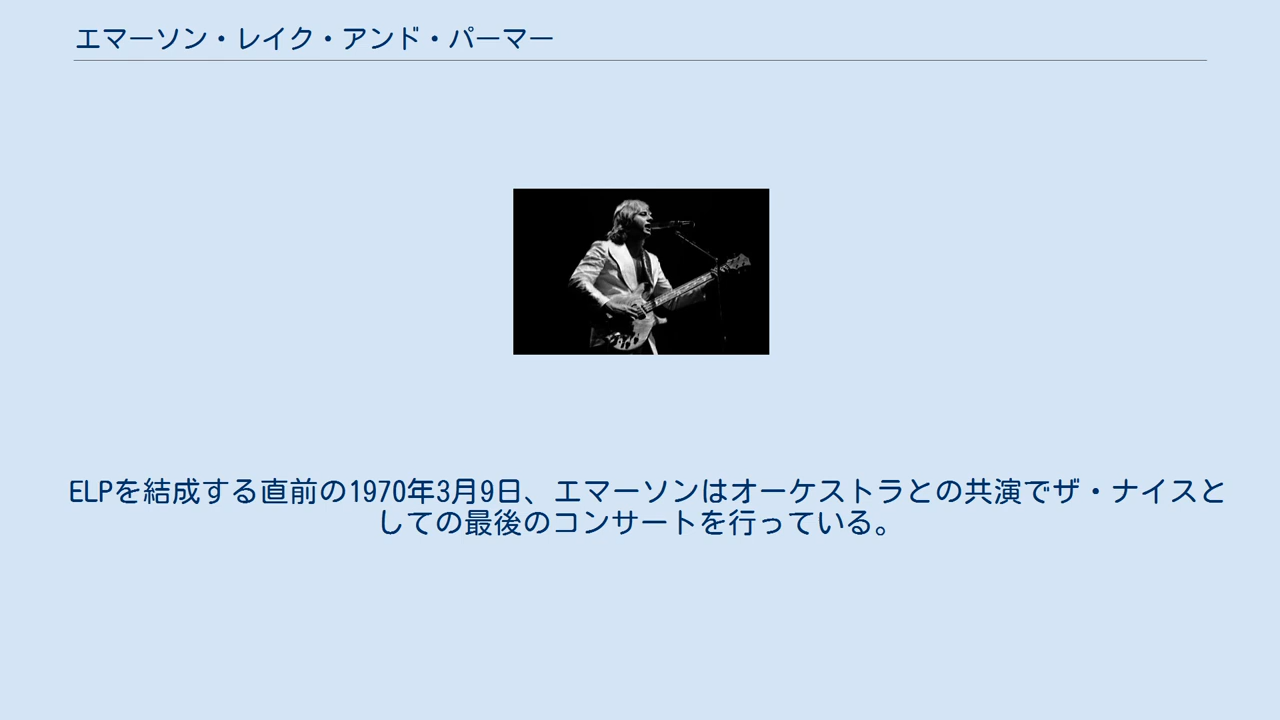 エマーソン・レイク・アンド・パーマー
ELPを結成する直前の1970年3月9日、エマーソンはオーケストラとの共演でザ・ナイスと
しての最後のコンサートを行っている。